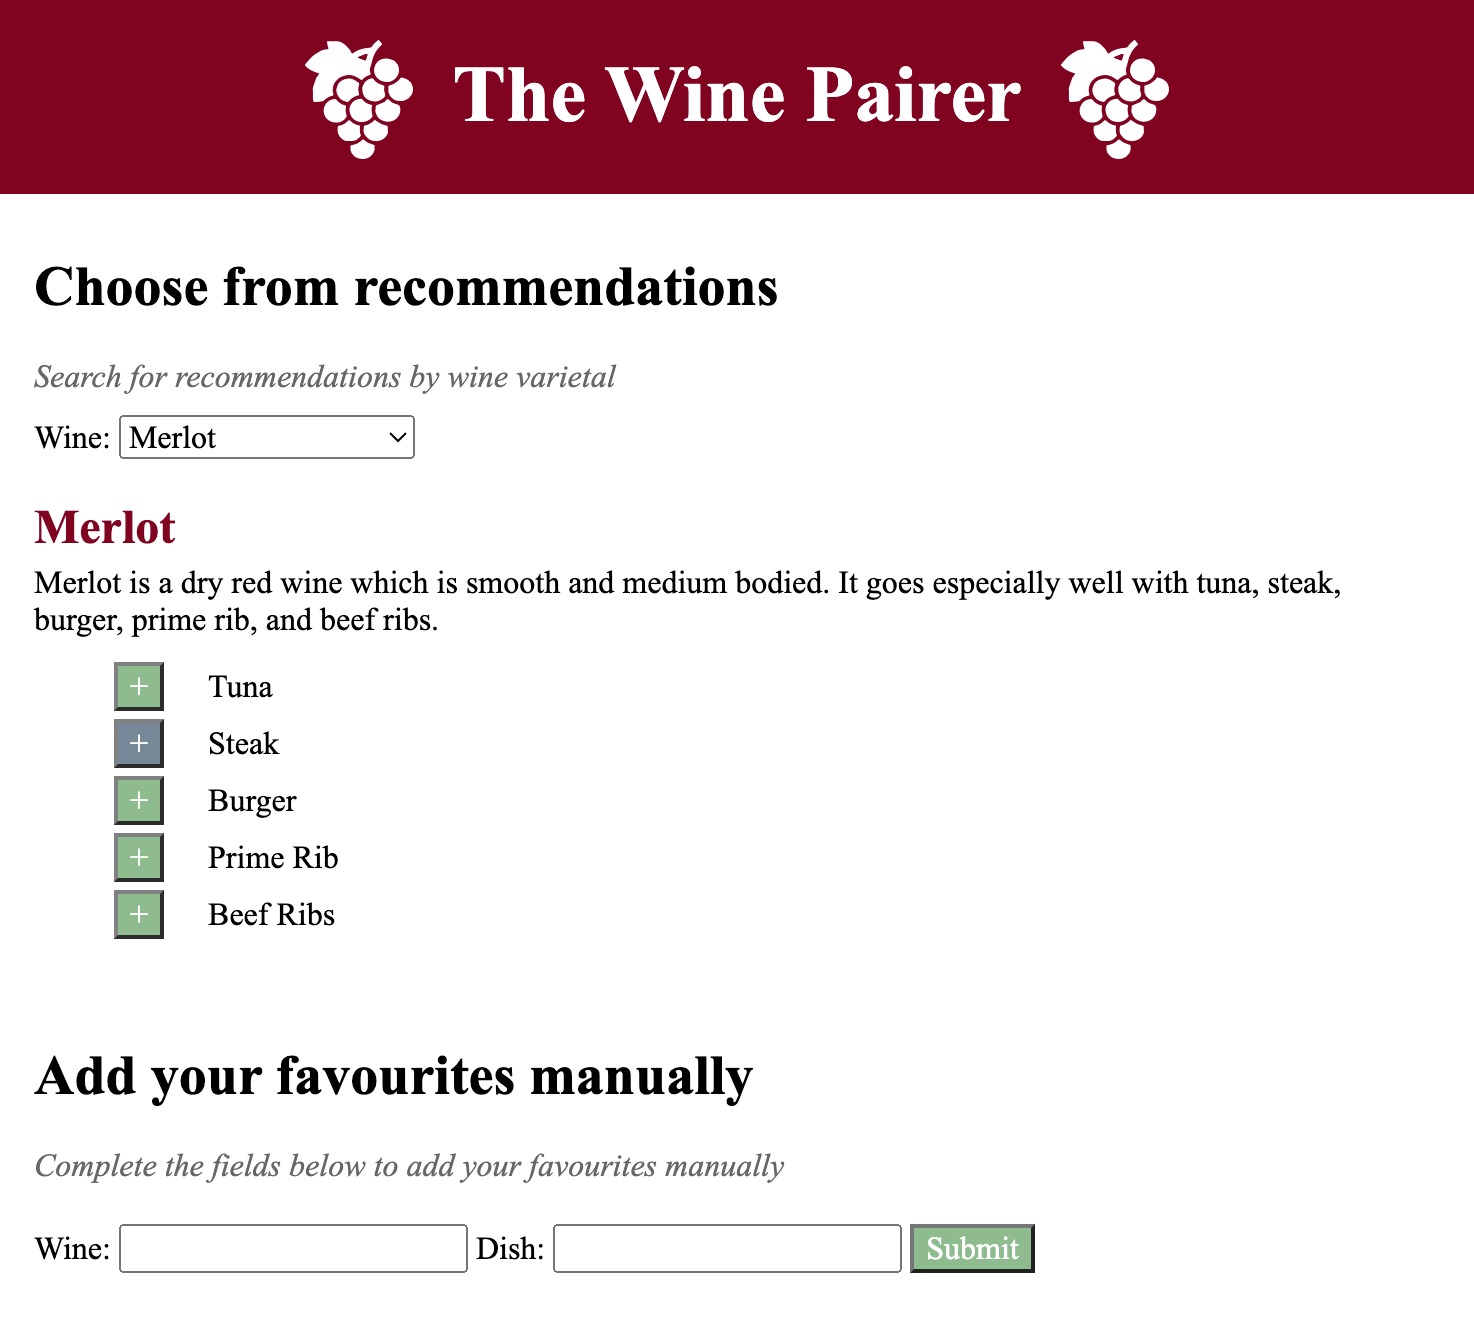 The Wine Pairer
Choose from recommendations
Search for recommendations by wine varietal
Wine: Merlot
Merlot
Merlot is a dry red wine which is smooth and medium bodied. It goes especially well with tuna, steak,
burger, prime rib, and beef ribs.
+ Tuna
+ Steak
+ Burger
+ Prime Rib
+ Beef Ribs
Add your favourites manually
Complete the fields below to add your favourites manually
Wine: Dish: Submit